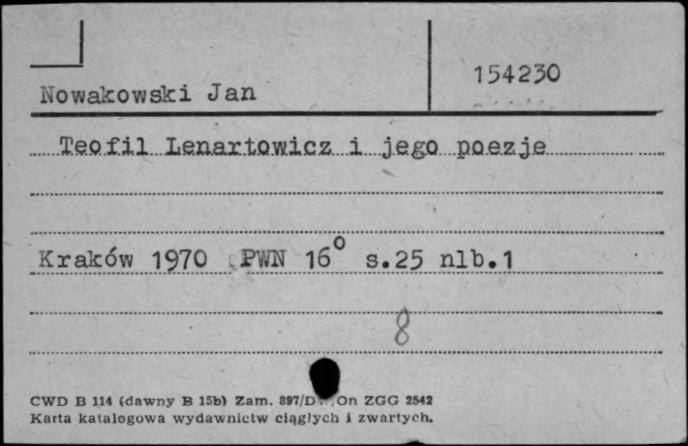 154230
Nowakowski Jan
Teofil Lenartowicz i jego poezje
Kraków 1970 PWN 16° s.25 nlb.1
8
CWD B 114 (dawny B 15b) Zam. 897/D On ZGG 2542
Karta katalogowa wydawnictw ciągłych i zwartych.